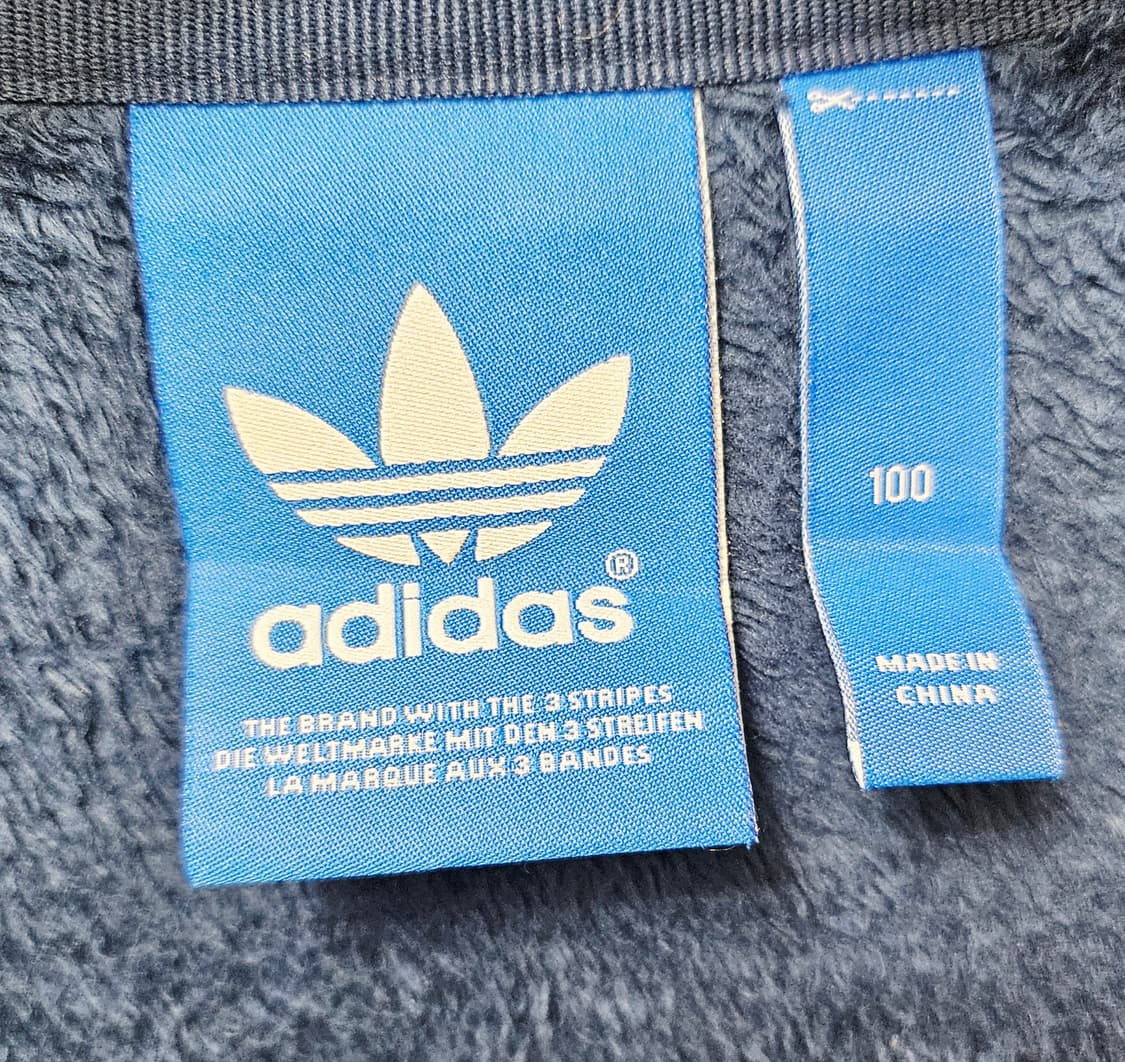 adidas®
THE BRAND WITH THE 3 STRIPES
DIE WELTMARKE MIT DEN 3 STREIFEN
LA MARQUE AUX 3 BANDES
100
MADE IN
CHINA